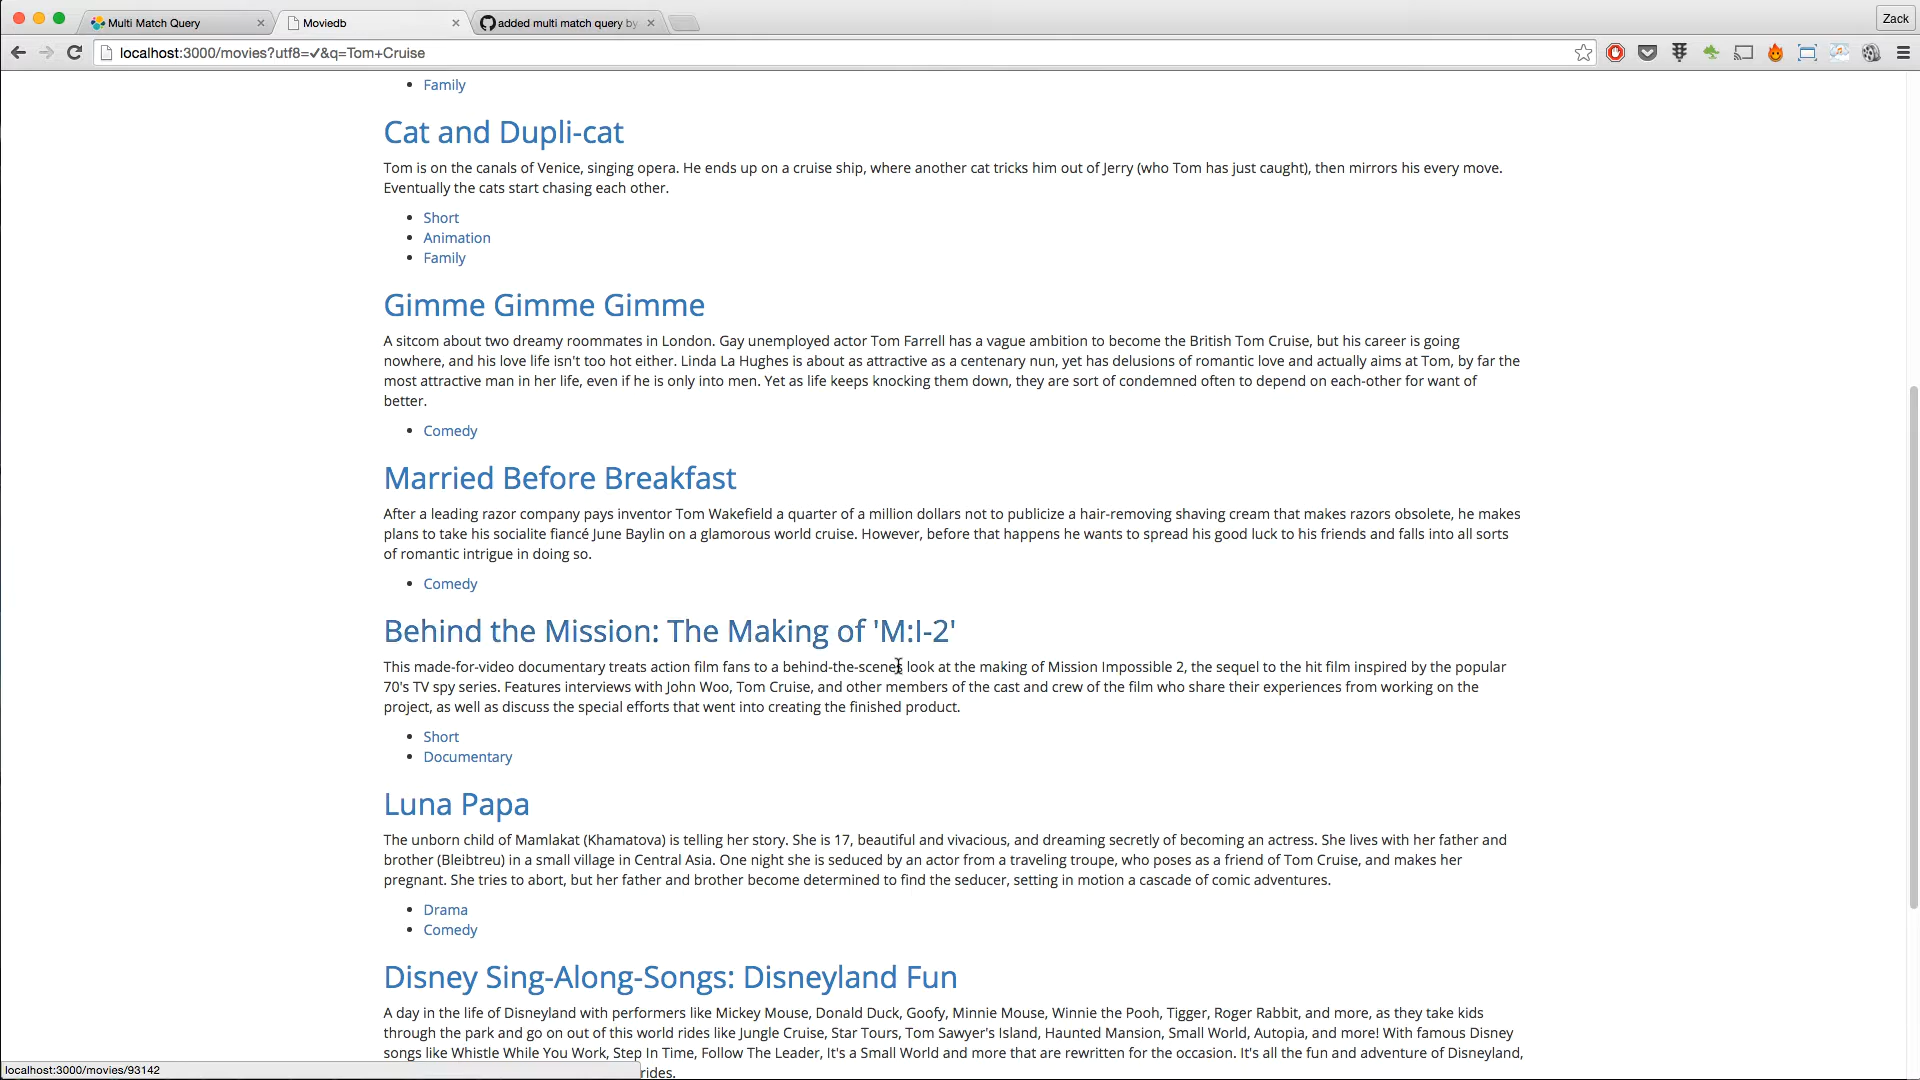 Multi Match Query
Moviedb
added multi match query by
Zack
localhost:3000/movies?utf8=✓&q=Tom+Cruise
Family
Cat and Dupli-cat
Tom is on the canals of Venice, singing opera. He ends up on a cruise ship, where another cat tricks him out of Jerry (who Tom has just caught), then mirrors his every move.
Eventually the cats start chasing each other.
Short
Animation
Family
Gimme Gimme Gimme
A sitcom about two dreamy roommates in London. Gay unemployed actor Tom Farrell has a vague ambition to become the British Tom Cruise, but his career is going
nowhere, and his love life isn't too hot either. Linda La Hughes is about as attractive as a centenary nun, yet has delusions of romantic love and actually aims at Tom, by far the
most attractive man in her life, even if he is only into men. Yet as life keeps knocking them down, they are sort of condemned often to depend on each-other for want of
better.
Comedy
Married Before Breakfast
After a leading razor company pays inventor Tom Wakefield a quarter of a million dollars not to publicize a hair-removing shaving cream that makes razors obsolete, he makes
plans to take his socialite fiancé June Baylin on a glamorous world cruise. However, before that happens he wants to spread his good luck to his friends and falls into all sorts
of romantic intrigue in doing so.
Comedy
Behind the Mission: The Making of 'M:I-2'
This made-for-video documentary treats action film fans to a behind-the-scenes look at the making of Mission Impossible 2, the sequel to the hit film inspired by the popular
70's TV spy series. Features interviews with John Woo, Tom Cruise, and other members of the cast and crew of the film who share their experiences from working on the
project, as well as discuss the special efforts that went into creating the finished product.
Short
Documentary
Luna Papa
The unborn child of Mamlakat (Khamatova) is telling her story. She is 17, beautiful and vivacious, and dreaming secretly of becoming an actress. She lives with her father and
brother (Bleibtreu) in a small village in Central Asia. One night she is seduced by an actor from a traveling troupe, who poses as a friend of Tom Cruise, and makes her
pregnant. She tries to abort, but her father and brother become determined to find the seducer, setting in motion a cascade of comic adventures.
Drama
Comedy
Disney Sing-Along-Songs: Disneyland Fun
A day in the life of Disneyland with performers like Mickey Mouse, Donald Duck, Goofy, Minnie Mouse, Winnie the Pooh, Tigger, Roger Rabbit, and more, as they take kids
through the park and go on out of this world rides like Jungle Cruise, Star Tours, Tom Sawyer's Island, Haunted Mansion, Small World, Autopia, and more! With famous Disney
songs like Whistle While You Work, Step In Time, Follow The Leader, It's a Small World and more that are rewritten for the occasion. It's all the fun and adventure of Disneyland,
rides.
localhost:3000/movies/93142